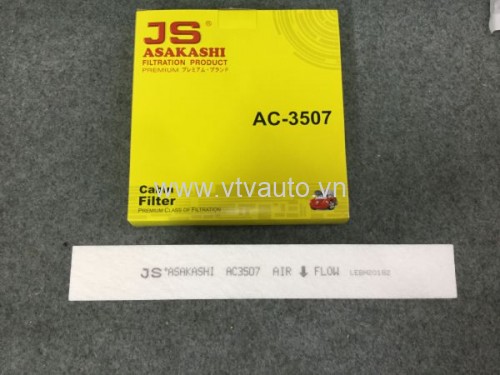 JS®
ASAKASHI
FILTRATION PRODUCT
PREMIUM プレミアム・ブランド
AC-3507
www.vtvauto.vn
Cabin
Filter
PREMIUM CLASS OF FILTRATION
JS® ASAKASHI AC3507 AIR ⬇ FLOW